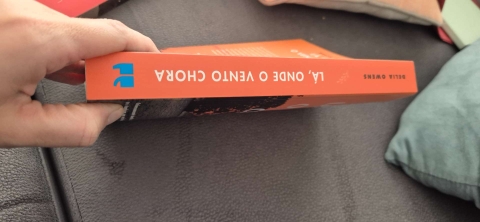 DELIA OWENS
LÁ, ONDE O VENTO CHORA